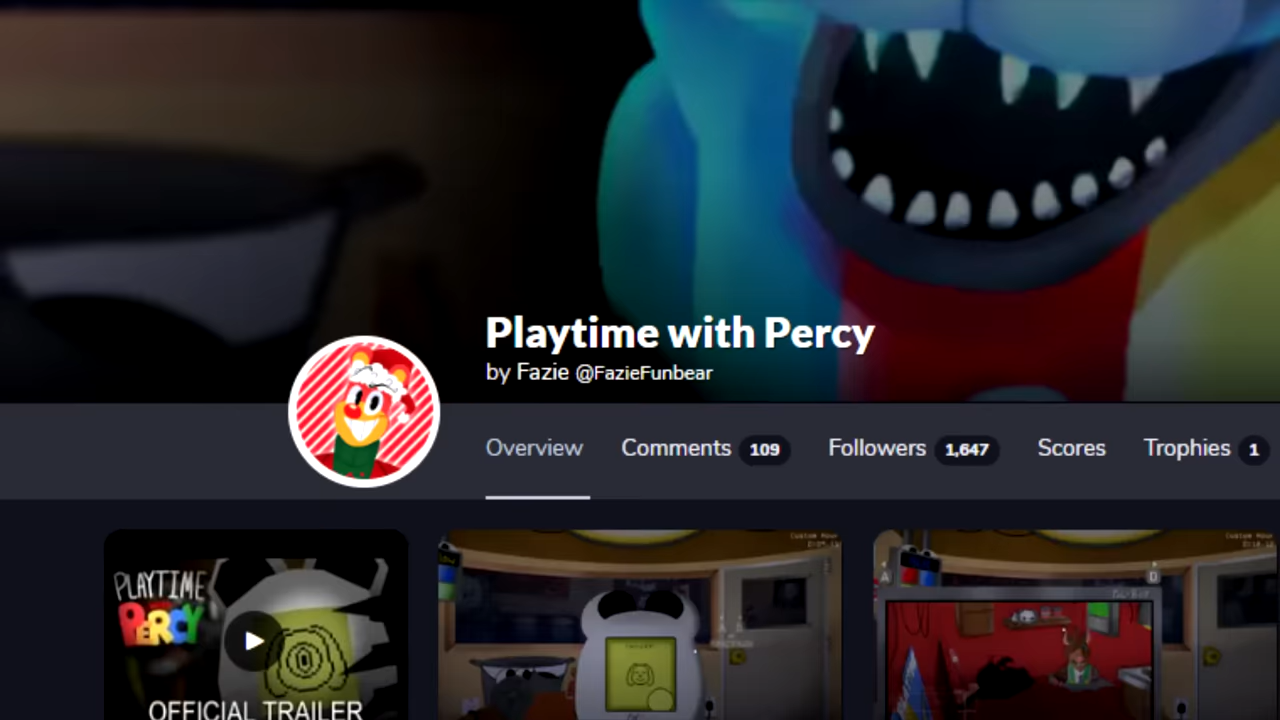 Playtime with Percy
by Fazie @FazieFunbear
Overview
Comments 109
Followers 1,647
Scores
Trophies 1
PLAYTIME
PERCY
OFFICIAL TRAILER
A
D